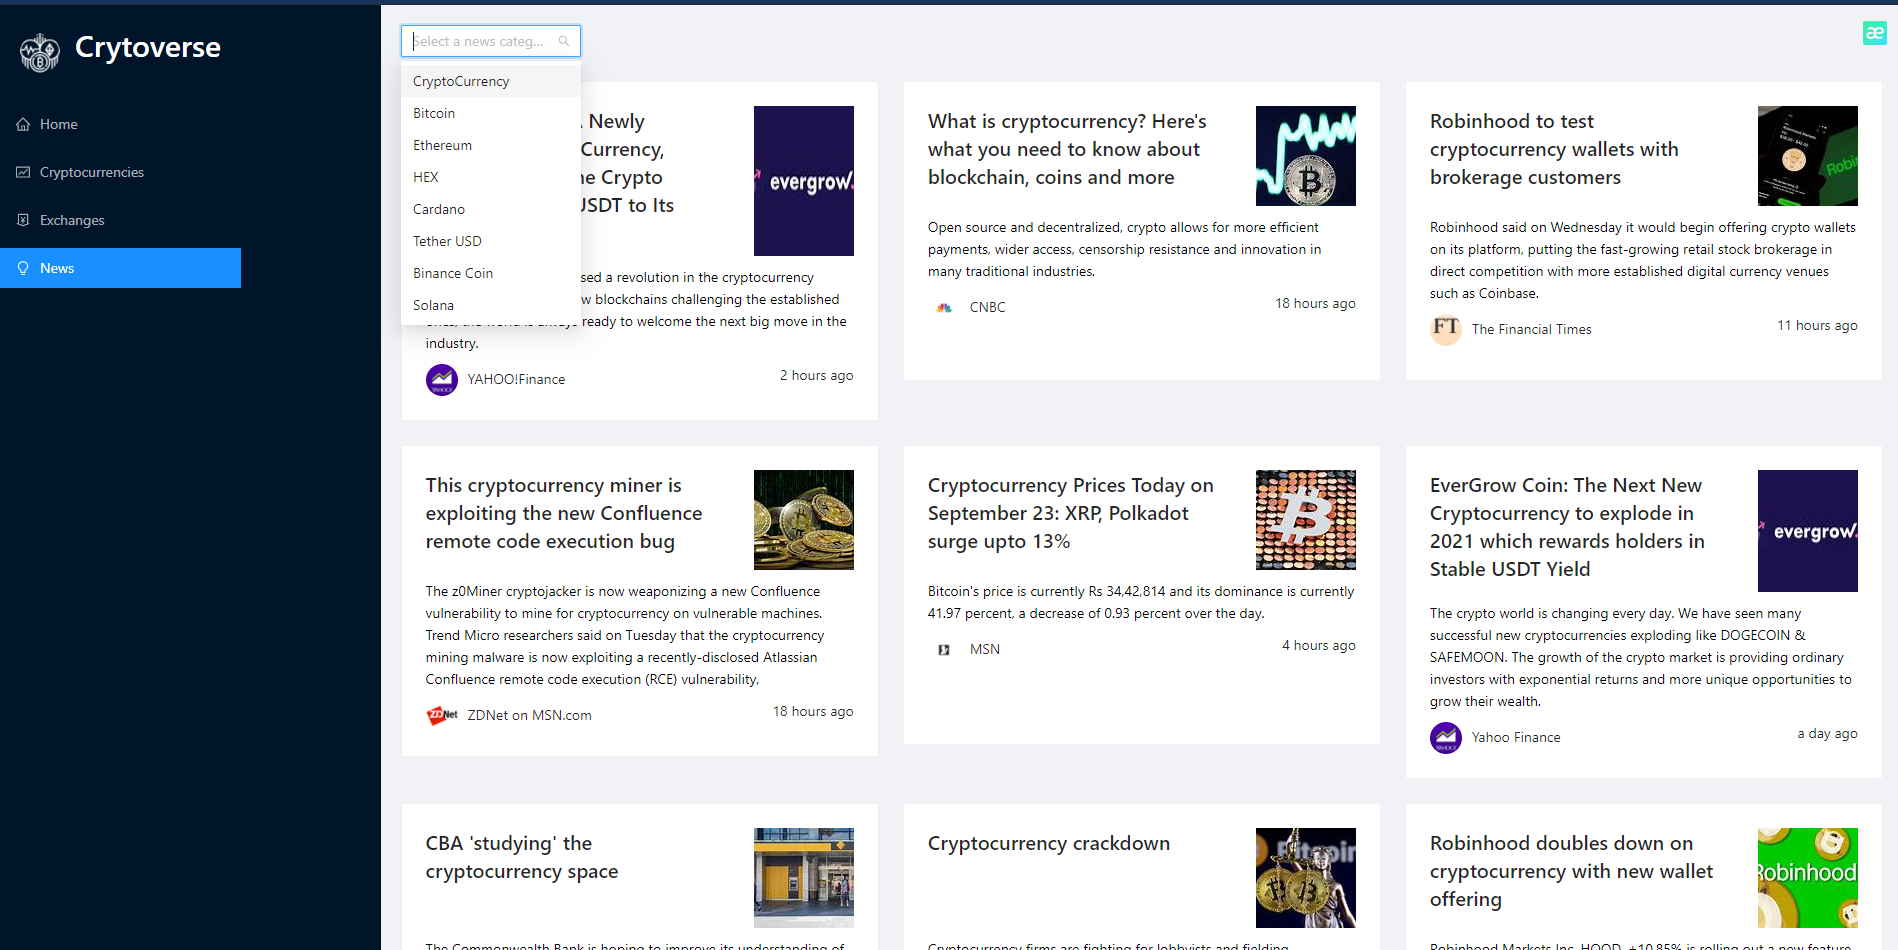 Crytoverse
Home
Cryptocurrencies
Exchanges
News
Select a news categ...
æ
CryptoCurrency
Bitcoin
Ethereum
HEX
Cardano
Tether USD
Binance Coin
Solana
Newly
Currency,
Crypto
USDT to Its
evergrow.
a revolution in the cryptocurrency
blockchains challenging the established
ones, the world is always ready to welcome the next big move in the
industry.
YAHOO!Finance
2 hours ago
What is cryptocurrency? Here's
what you need to know about
blockchain, coins and more
Open source and decentralized, crypto allows for more efficient
payments, wider access, censorship resistance and innovation in
many traditional industries.
CNBC
18 hours ago
Robinhood to test
cryptocurrency wallets with
brokerage customers
Robinhood said on Wednesday it would begin offering crypto wallets
on its platform, putting the fast-growing retail stock brokerage in
direct competition with more established digital currency venues
such as Coinbase.
FT
The Financial Times
11 hours ago
This cryptocurrency miner is
exploiting the new Confluence
remote code execution bug
The z0Miner cryptojacker is now weaponizing a new Confluence
vulnerability to mine for cryptocurrency on vulnerable machines.
Trend Micro researchers said on Tuesday that the cryptocurrency
mining malware is now exploiting a recently-disclosed Atlassian
Confluence remote code execution (RCE) vulnerability,
ZDNet
ZDNet on MSN.com
18 hours ago
Cryptocurrency Prices Today on
September 23: XRP, Polkadot
surge upto 13%
Bitcoin's price is currently Rs 34,42,814 and its dominance is currently
41.97 percent, a decrease of 0.93 percent over the day.
MSN
4 hours ago
EverGrow Coin: The Next New
Cryptocurrency to explode in
2021 which rewards holders in
Stable USDT Yield
evergrow.
The crypto world is changing every day. We have seen many
successful new cryptocurrencies exploding like DOGECOIN &
SAFEMOON. The growth of the crypto market is providing ordinary
investors with exponential returns and more unique opportunities to
grow their wealth.
Yahoo Finance
a day ago
CBA 'studying' the
cryptocurrency space
The Commonwealth Bank is hoping to improve its understanding of
Cryptocurrency crackdown
Cryptocurrency firms are fighting for lobbyists and fielding
Robinhood doubles down on
cryptocurrency with new wallet
offering
Robinhood
Robinhood Markets Inc. HOOD, +10.85% is rolling out a new feature